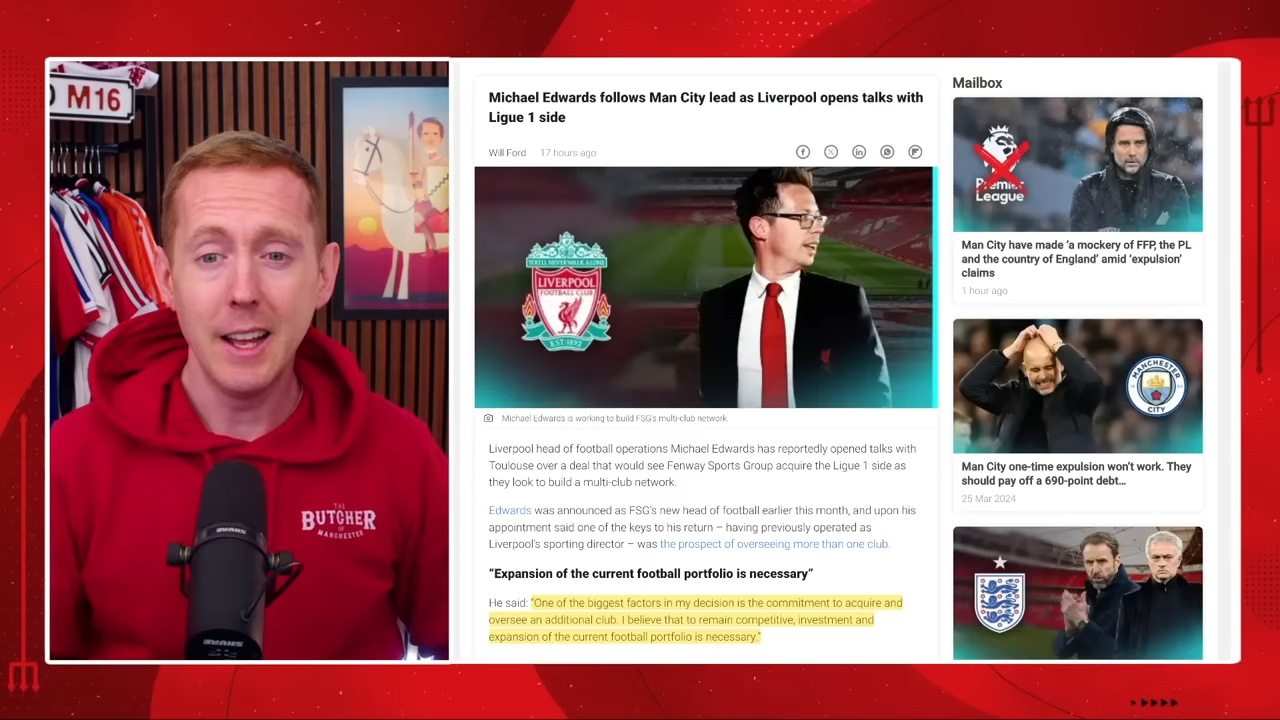 M16
THE
BUTCHER
OF
MANCHESTER
SHURE
SHURE
Michael Edwards follows Man City lead as Liverpool opens talks with
Ligue 1 side
Will Ford 17 hours ago
YOU'LL NEVER WALK ALONE
LIVERPOOL
FOOTBALL CLUB
EST·1892
Michael Edwards is working to build FSG's multi-club network.
Liverpool head of football operations Michael Edwards has reportedly opened talks with
Toulouse over a deal that would see Fenway Sports Group acquire the Ligue 1 side as
they look to build a multi-club network.
Edwards was announced as FSG's new head of football earlier this month, and upon his
appointment said one of the keys to his return – having previously operated as
Liverpool's sporting director – was the prospect of overseeing more than one club.
“Expansion of the current football portfolio is necessary”
He said: “One of the biggest factors in my decision is the commitment to acquire and
oversee an additional club. I believe that to remain competitive, investment and
expansion of the current football portfolio is necessary.”
Mailbox
Premier
League
Man City have made ‘a mockery of FFP, the PL
and the country of England’ amid ‘expulsion’
claims
1 hour ago
MANCHESTER
CITY
Man City one-time expulsion won’t work. They
should pay off a 690-point debt…
25 Mar 2024